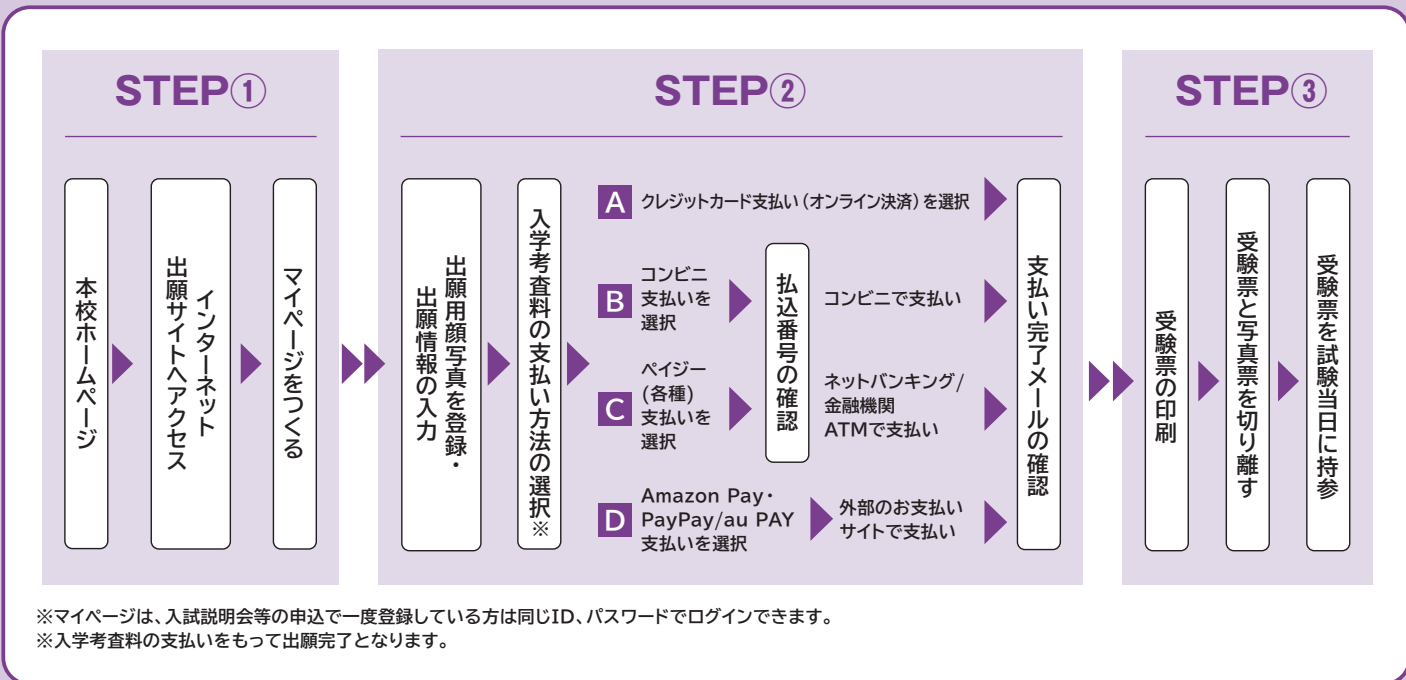 STEP①
本校ホームページ
インターネット
出願サイトへアクセス
マイページをつくる
STEP②
出願用顔写真を登録・
出願情報の入力
入学考査料の支払い方法の選択※
A クレジットカード支払い(オンライン決済)を選択
B コンビニ
支払いを
選択
C ペイジー
(各種)
支払いを
選択
払込番号の確認
コンビニで支払い
ネットバンキング/
金融機関
ATMで支払い
D Amazon Pay・
PayPay/au PAY
支払いを選択
外部のお支払い
サイトで支払い
支払い完了メールの確認
STEP③
受験票の印刷
受験票と写真票を切り離す
受験票を試験当日に持参
※マイページは、入試説明会等の申込で一度登録している方は同じID、パスワードでログインできます。
※入学考査料の支払いをもって出願完了となります。